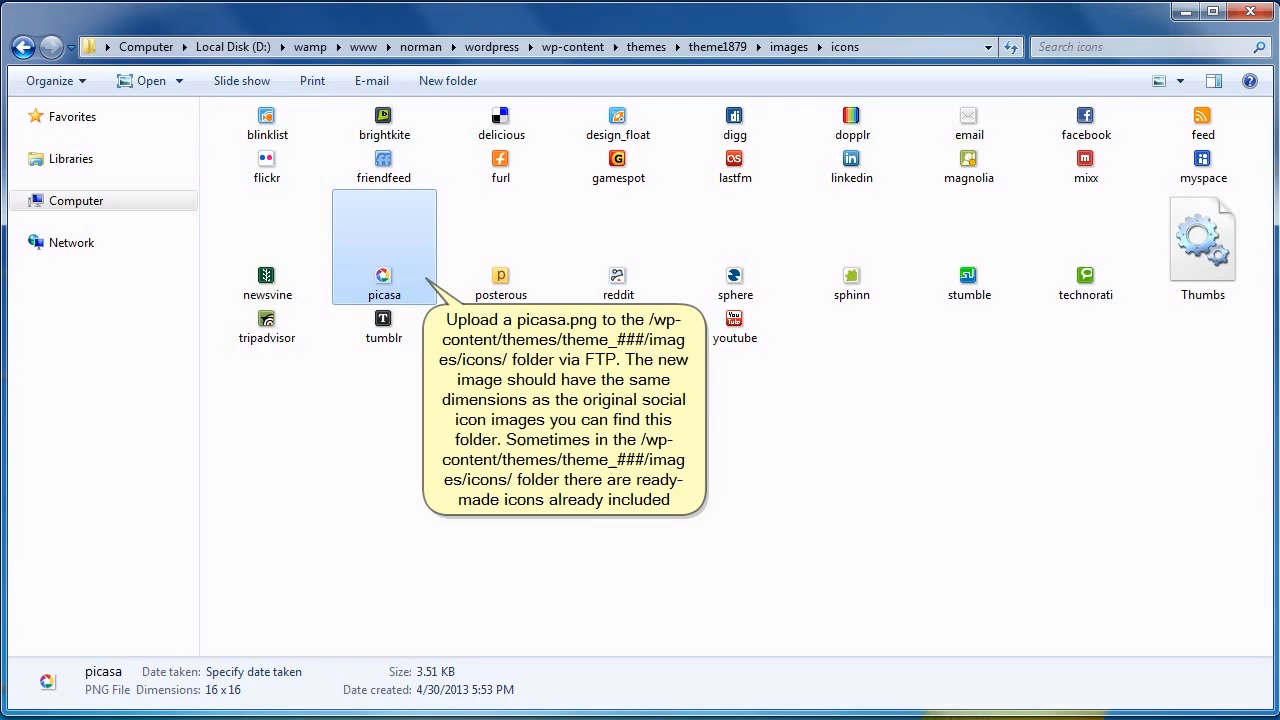 Computer Local Disk (D:) wamp www norman wordpress wp-content themes theme1879 images icons Search icons
Organize Open Slide show Print E-mail New folder
Favorites
Libraries
Computer
Network
blinklist brightkite delicious design_float digg dopplr email facebook feed
flickr friendfeed furl gamespot lastfm linkedin magnolia mixx myspace
newsvine picasa posterous reddit sphere sphinn stumble technorati Thumbs
tripadvisor tumblr youtube
Upload a picasa.png to the /wp-
content/themes/theme_###/imag
es/icons/ folder via FTP. The new
image should have the same
dimensions as the original social
icon images you can find this
folder. Sometimes in the /wp-
content/themes/theme_###/imag
es/icons/ folder there are ready-
made icons already included
picasa Date taken: Specify date taken Size: 3.51 KB
PNG File Dimensions: 16 x 16 Date created: 4/30/2013 5:53 PM